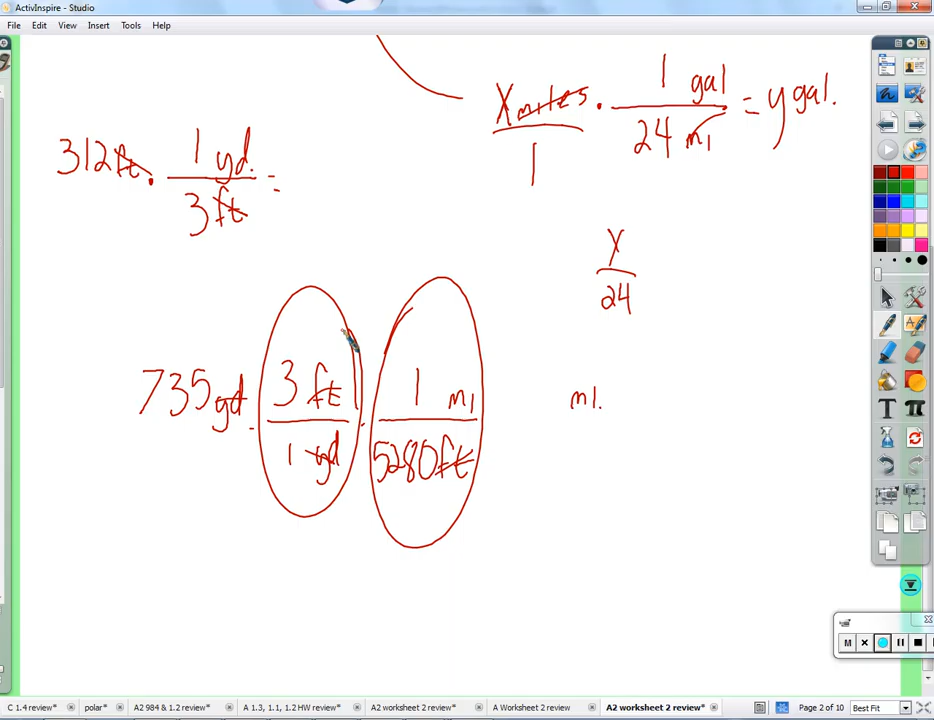 ActivInspire - Studio
File Edit View Insert Tools
x miles / 1 · 1 gal / 24 mi = y gal.
312 ft · 1 yd. / 3 ft =
x / 24
735 yd · 3 ft / 1 yd · 1 mi / 5280 ft
mi.
M
C 1.4 review* polar* A2 984 & 1.2 review* A 1.3, 1.1, 1.2 HW review* A2 worksheet 2 review* A Worksheet 2 review A2 worksheet 2 review* Page 2 of 10 Best Fit